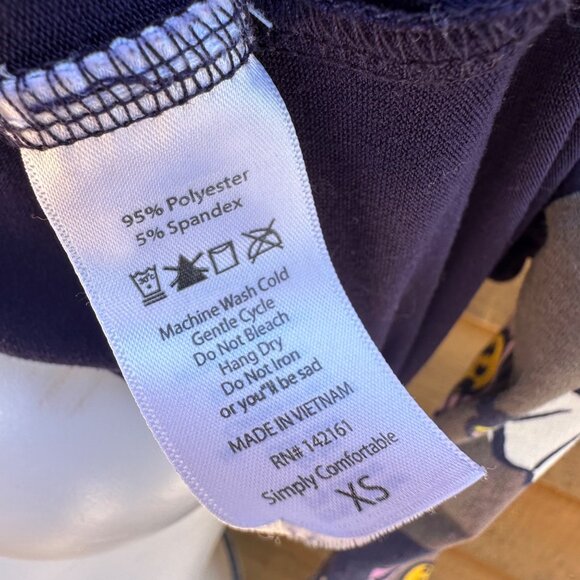 95% Polyester
5% Spandex
30°C
Machine Wash Cold
Gentle Cycle
Do Not Bleach
Hang Dry
Do Not Iron
or you"ll be sad
MADE IN VIETNAM
RN# 142161
Simply Comfortable
XS